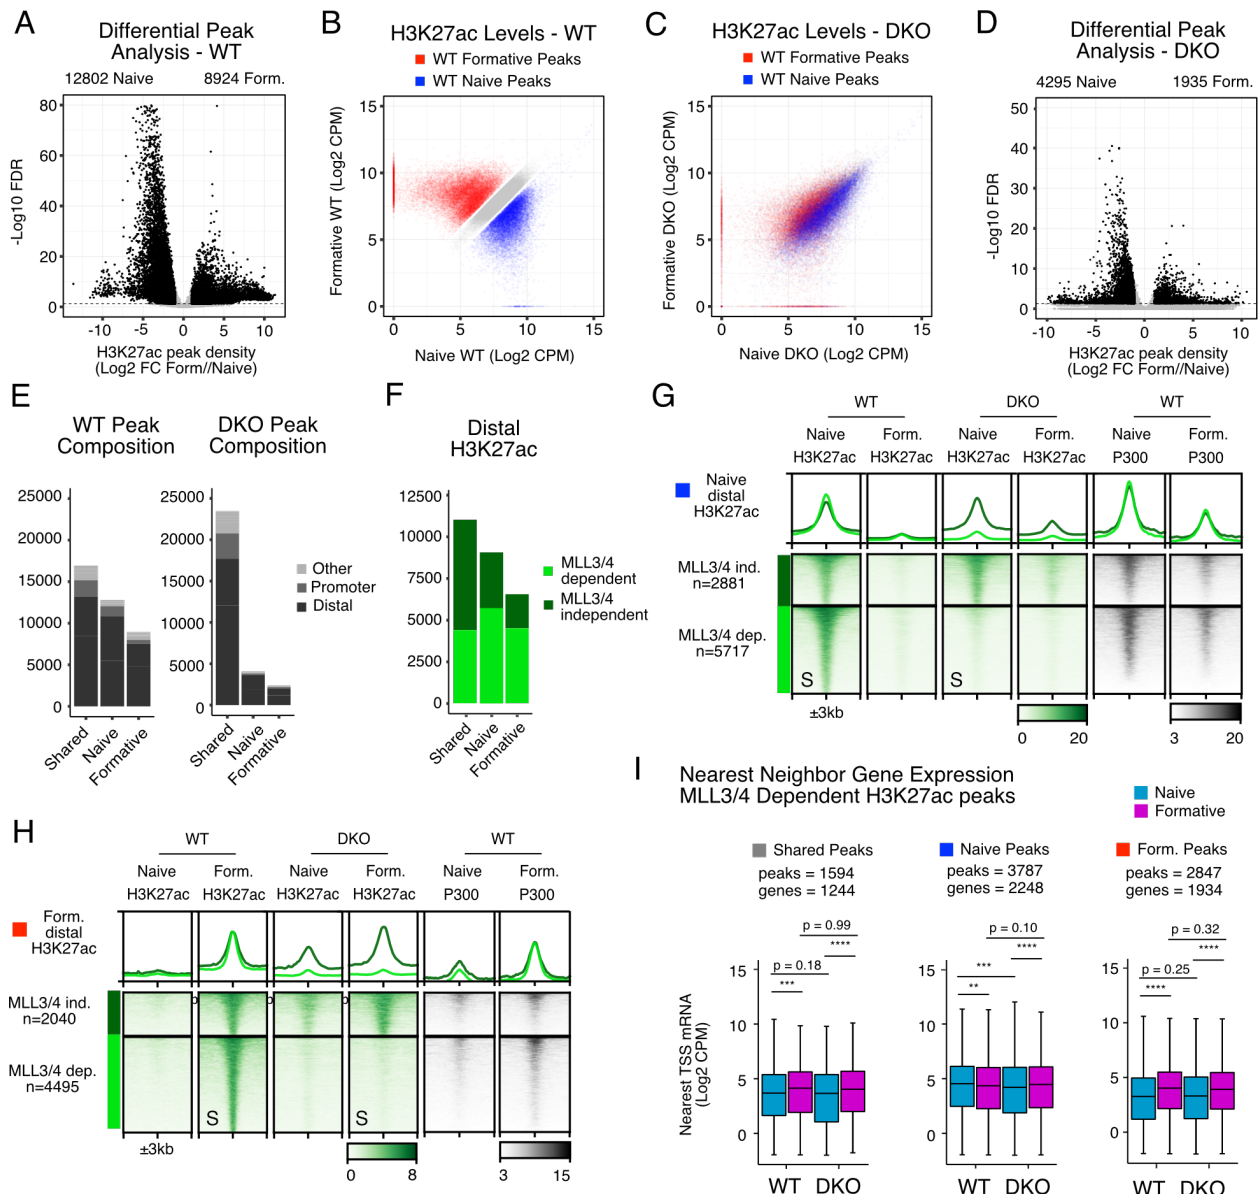 A
Differential Peak
Analysis - WT
12802 Naive
8924 Form.
80
60
40
20
0
-Log10 FDR
-10
-5
0
5
10
H3K27ac peak density
(Log2 FC Form//Naive)
B
H3K27ac Levels - WT
WT Formative Peaks
WT Naive Peaks
15
10
5
0
Formative WT (Log2 CPM)
0
5
10
15
Naive WT (Log2 CPM)
C
H3K27ac Levels - DKO
WT Formative Peaks
WT Naive Peaks
15
10
5
0
Formative DKO (Log2 CPM)
0
5
10
15
Naive DKO (Log2 CPM)
D
Differential Peak
Analysis - DKO
4295 Naive
1935 Form.
50
40
30
20
10
0
-Log10 FDR
-10
-5
0
5
10
H3K27ac peak density
(Log2 FC Form//Naive)
E
WT Peak
Composition
25000
20000
15000
10000
5000
0
Shared
Naive
Formative
DKO Peak
Composition
25000
20000
15000
10000
5000
0
Shared
Naive
Formative
Other
Promoter
Distal
F
Distal
H3K27ac
12500
10000
7500
5000
2500
0
Shared
Naive
Formative
MLL3/4
dependent
MLL3/4
independent
G
WT
DKO
WT
Naive
H3K27ac
Form.
H3K27ac
Naive
H3K27ac
Form.
H3K27ac
Naive
P300
Form.
P300
Naive
distal
H3K27ac
MLL3/4 ind.
n=2881
MLL3/4 dep.
n=5717
S
S
±3kb
0
20
3
20
H
WT
DKO
WT
Naive
H3K27ac
Form.
H3K27ac
Naive
H3K27ac
Form.
H3K27ac
Naive
P300
Form.
P300
Form.
distal
H3K27ac
MLL3/4 ind.
n=2040
MLL3/4 dep.
n=4495
S
S
±3kb
0
8
3
15
I
Nearest Neighbor Gene Expression
MLL3/4 Dependent H3K27ac peaks
Naive
Formative
Shared Peaks
peaks = 1594
genes = 1244
Naive Peaks
peaks = 3787
genes = 2248
Form. Peaks
peaks = 2847
genes = 1934
Nearest TSS mRNA
(Log2 CPM)
p = 0.99
****
p = 0.18
***
15
10
5
0
WT
DKO
p = 0.10
****
***
**
15
10
5
0
WT
DKO
p = 0.32
****
p = 0.25
****
15
10
5
0
WT
DKO